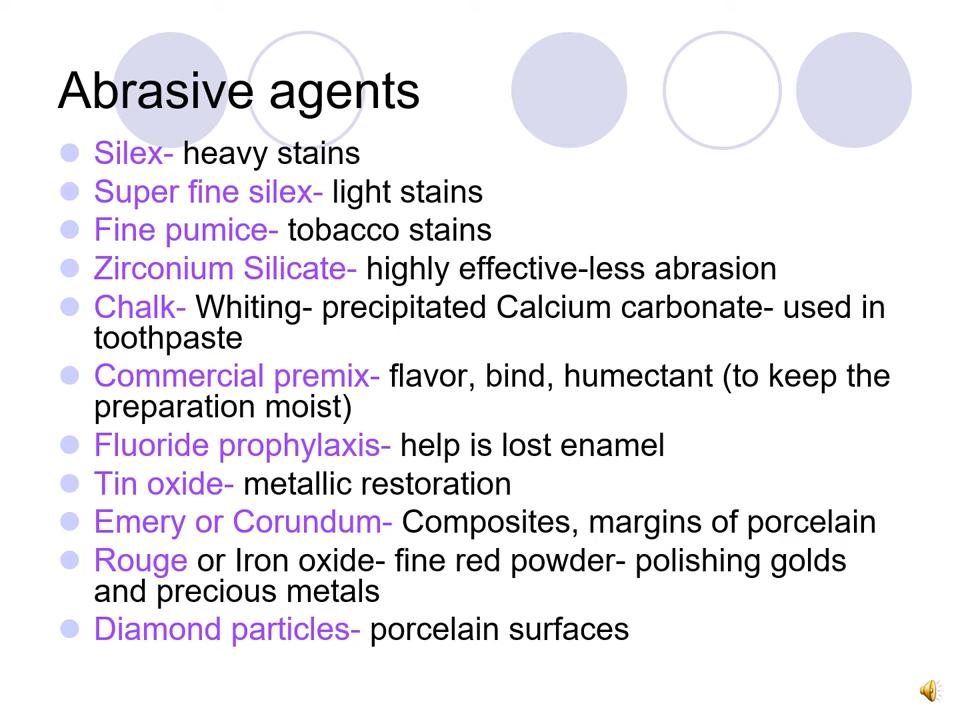 Abrasive agents
Silex- heavy stains
Super fine silex- light stains
Fine pumice- tobacco stains
Zirconium Silicate- highly effective-less abrasion
Chalk- Whiting- precipitated Calcium carbonate- used in
toothpaste
Commercial premix- flavor, bind, humectant (to keep the
preparation moist)
Fluoride prophylaxis- help is lost enamel
Tin oxide- metallic restoration
Emery or Corundum- Composites, margins of porcelain
Rouge or Iron oxide- fine red powder- polishing golds
and precious metals
Diamond particles- porcelain surfaces